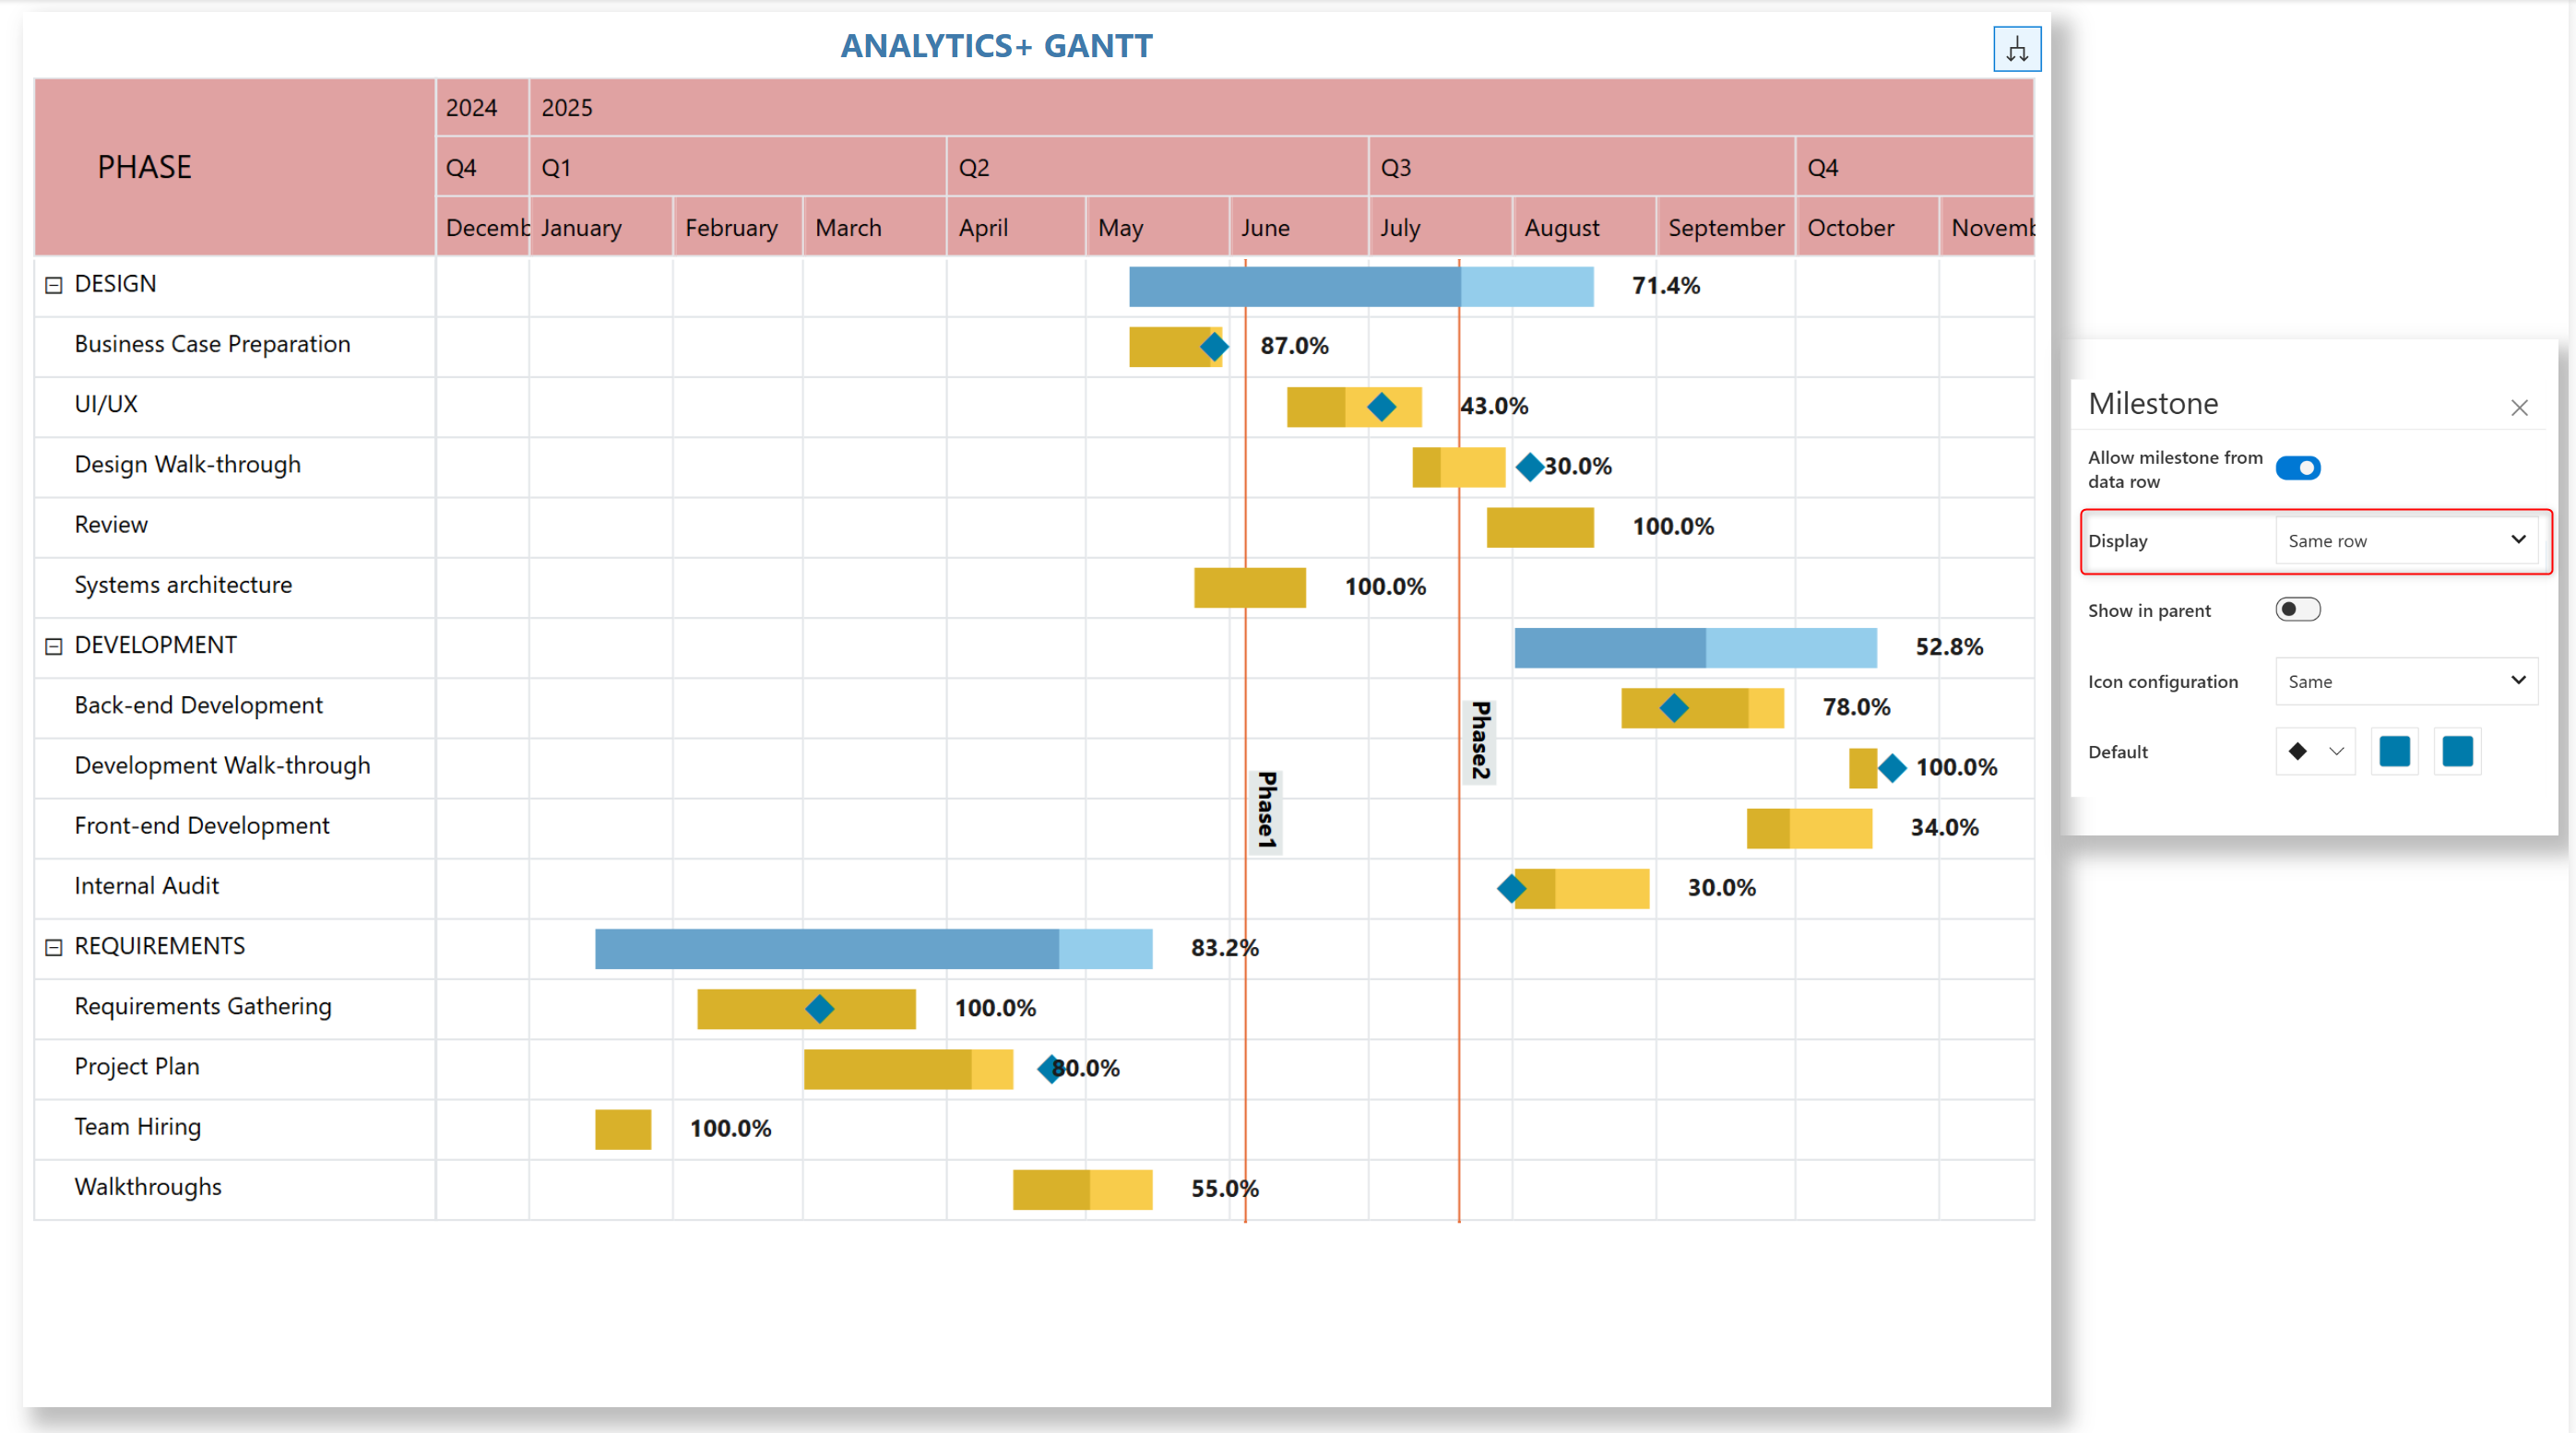 ANALYTICS+ GANTT
PHASE
2024 2025
Q4 Q1 Q2 Q3 Q4
Decemb January February March April May June July August September October Novemb
DESIGN 71.4%
Business Case Preparation 87.0%
UI/UX 43.0%
Design Walk-through 30.0%
Review 100.0%
Systems architecture 100.0%
DEVELOPMENT 52.8%
Back-end Development 78.0%
Phase2
Development Walk-through 100.0%
Phase1
Front-end Development 34.0%
Internal Audit 30.0%
REQUIREMENTS 83.2%
Requirements Gathering 100.0%
Project Plan 80.0%
Team Hiring 100.0%
Walkthroughs 55.0%
Milestone
Allow milestone from
data row
Display Same row
Show in parent
Icon configuration Same
Default